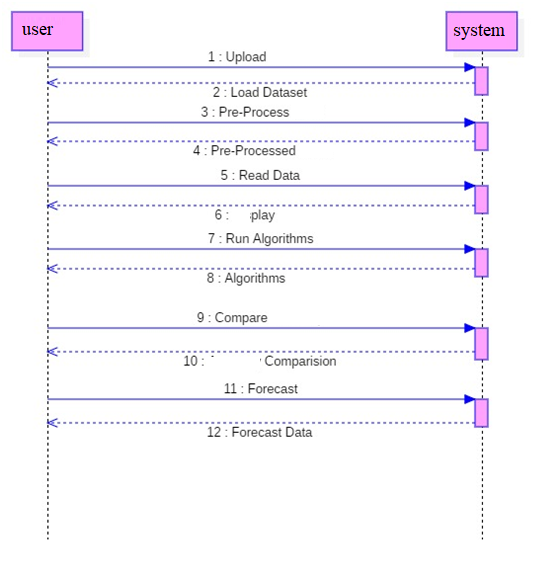 user
system
1 : Upload
2 : Load Dataset
3 : Pre-Process
4 : Pre-Processed
5 : Read Data
6 :
7 : Run Algorithms
8 : Algorithms
9 : Compare
10 : Comparision
11 : Forecast
12 : Forecast Data